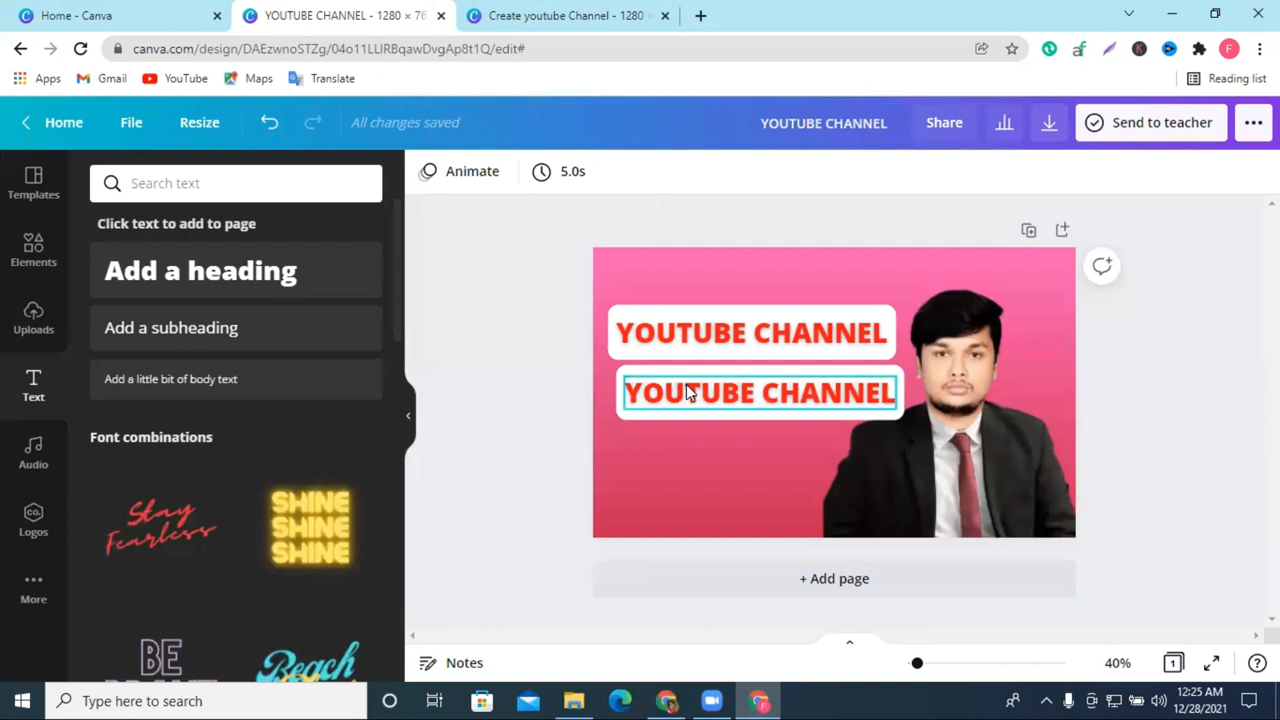 Home - Canva
YOUTUBE CHANNEL - 1280 × 76
Create youtube Channel - 1280
canva.com/design/DAEzwnoSTZg/04o11LLIRBqawDvgAp8t1Q/edit#
Apps
Gmail
YouTube
Maps
Translate
Reading list
Home
File
Resize
All changes saved
YOUTUBE CHANNEL
Share
Send to teacher
Templates
Elements
Uploads
Text
Audio
CO.
Logos
More
Search text
Click text to add to page
Add a heading
Add a subheading
Add a little bit of body text
Font combinations
Stay
Fearless
SHINE
SHINE
SHINE
BE
Beach
Animate
5.0s
YOUTUBE CHANNEL
YOUTUBE CHANNEL
+ Add page
Notes
40%
1
Type here to search
12:25 AM
12/28/2021